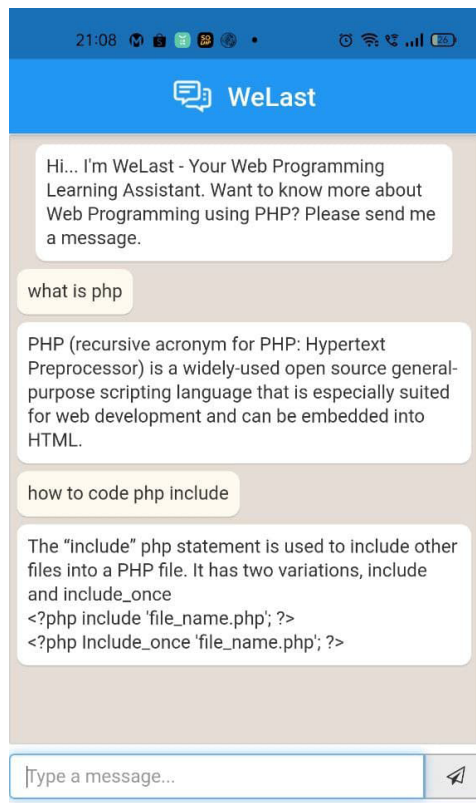 21:08
26
WeLast
Hi... I'm WeLast - Your Web Programming
Learning Assistant. Want to know more about
Web Programming using PHP? Please send me
a message.
what is php
PHP (recursive acronym for PHP: Hypertext
Preprocessor) is a widely-used open source general-
purpose scripting language that is especially suited
for web development and can be embedded into
HTML.
how to code php include
The “include” php statement is used to include other
files into a PHP file. It has two variations, include
and include_once
<?php include 'file_name.php'; ?>
<?php Include_once 'file_name.php'; ?>
Type a message...